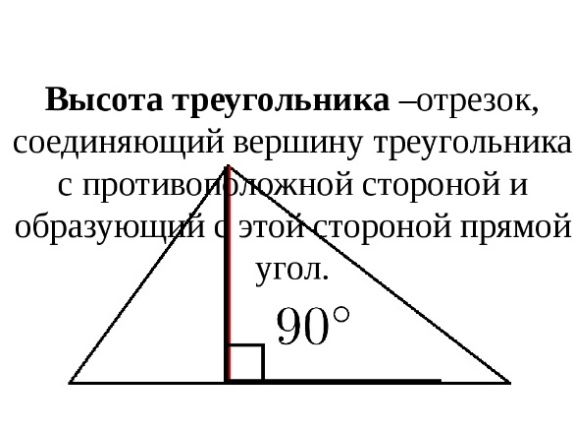 Высота треугольника –отрезок,
соединяющий вершину треугольника
с противоположной стороной и
образующий с этой стороной прямой
угол.
90°